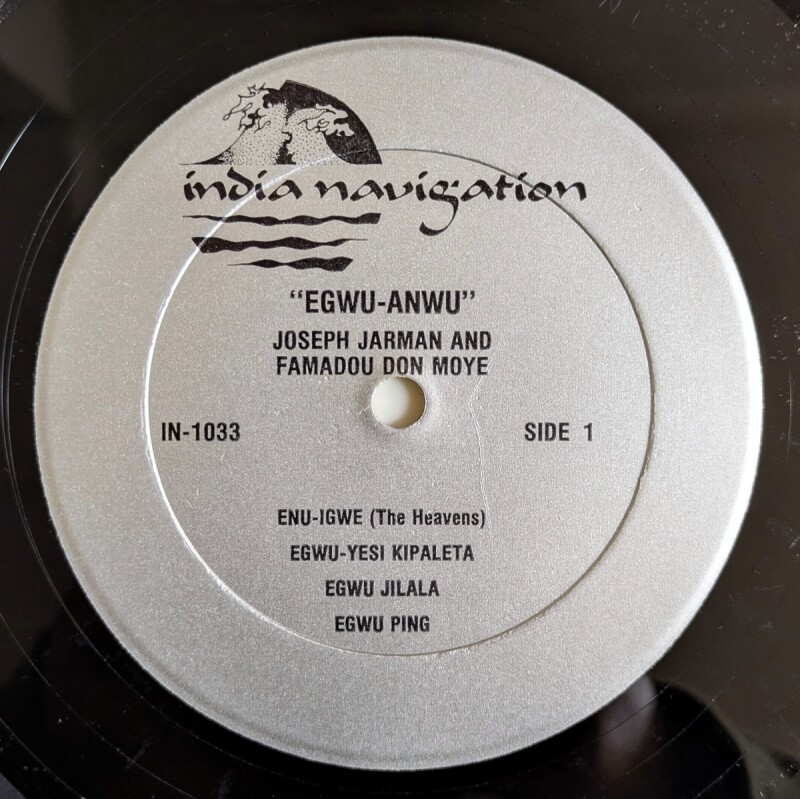 india navigation
“EGWU-ANWU”
JOSEPH JARMAN AND
FAMADOU DON MOYE
IN-1033
SIDE 1
ENU-IGWE (The Heavens)
EGWU-YESI KIPALETA
EGWU JILALA
EGWU PING